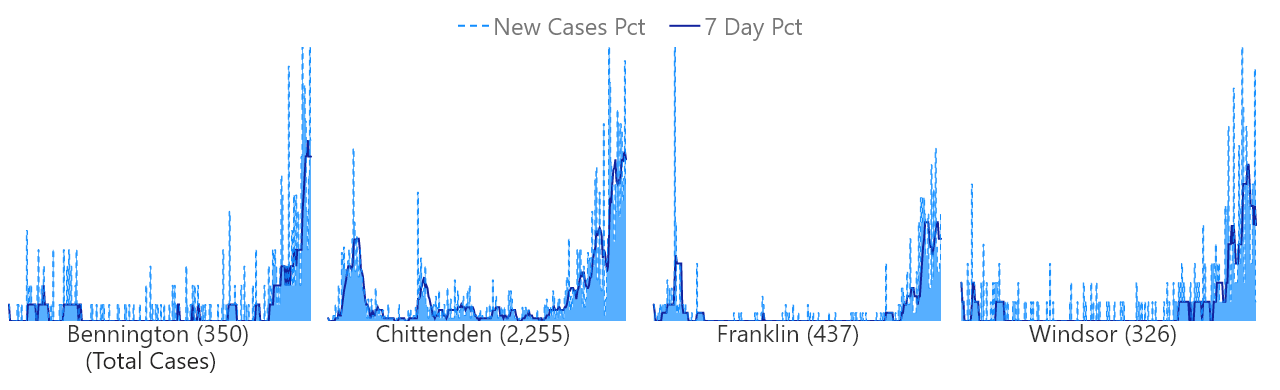 New Cases Pct 7 Day Pct
Bennington (350) Chittenden (2,255) Franklin (437) Windsor (326)
(Total Cases)